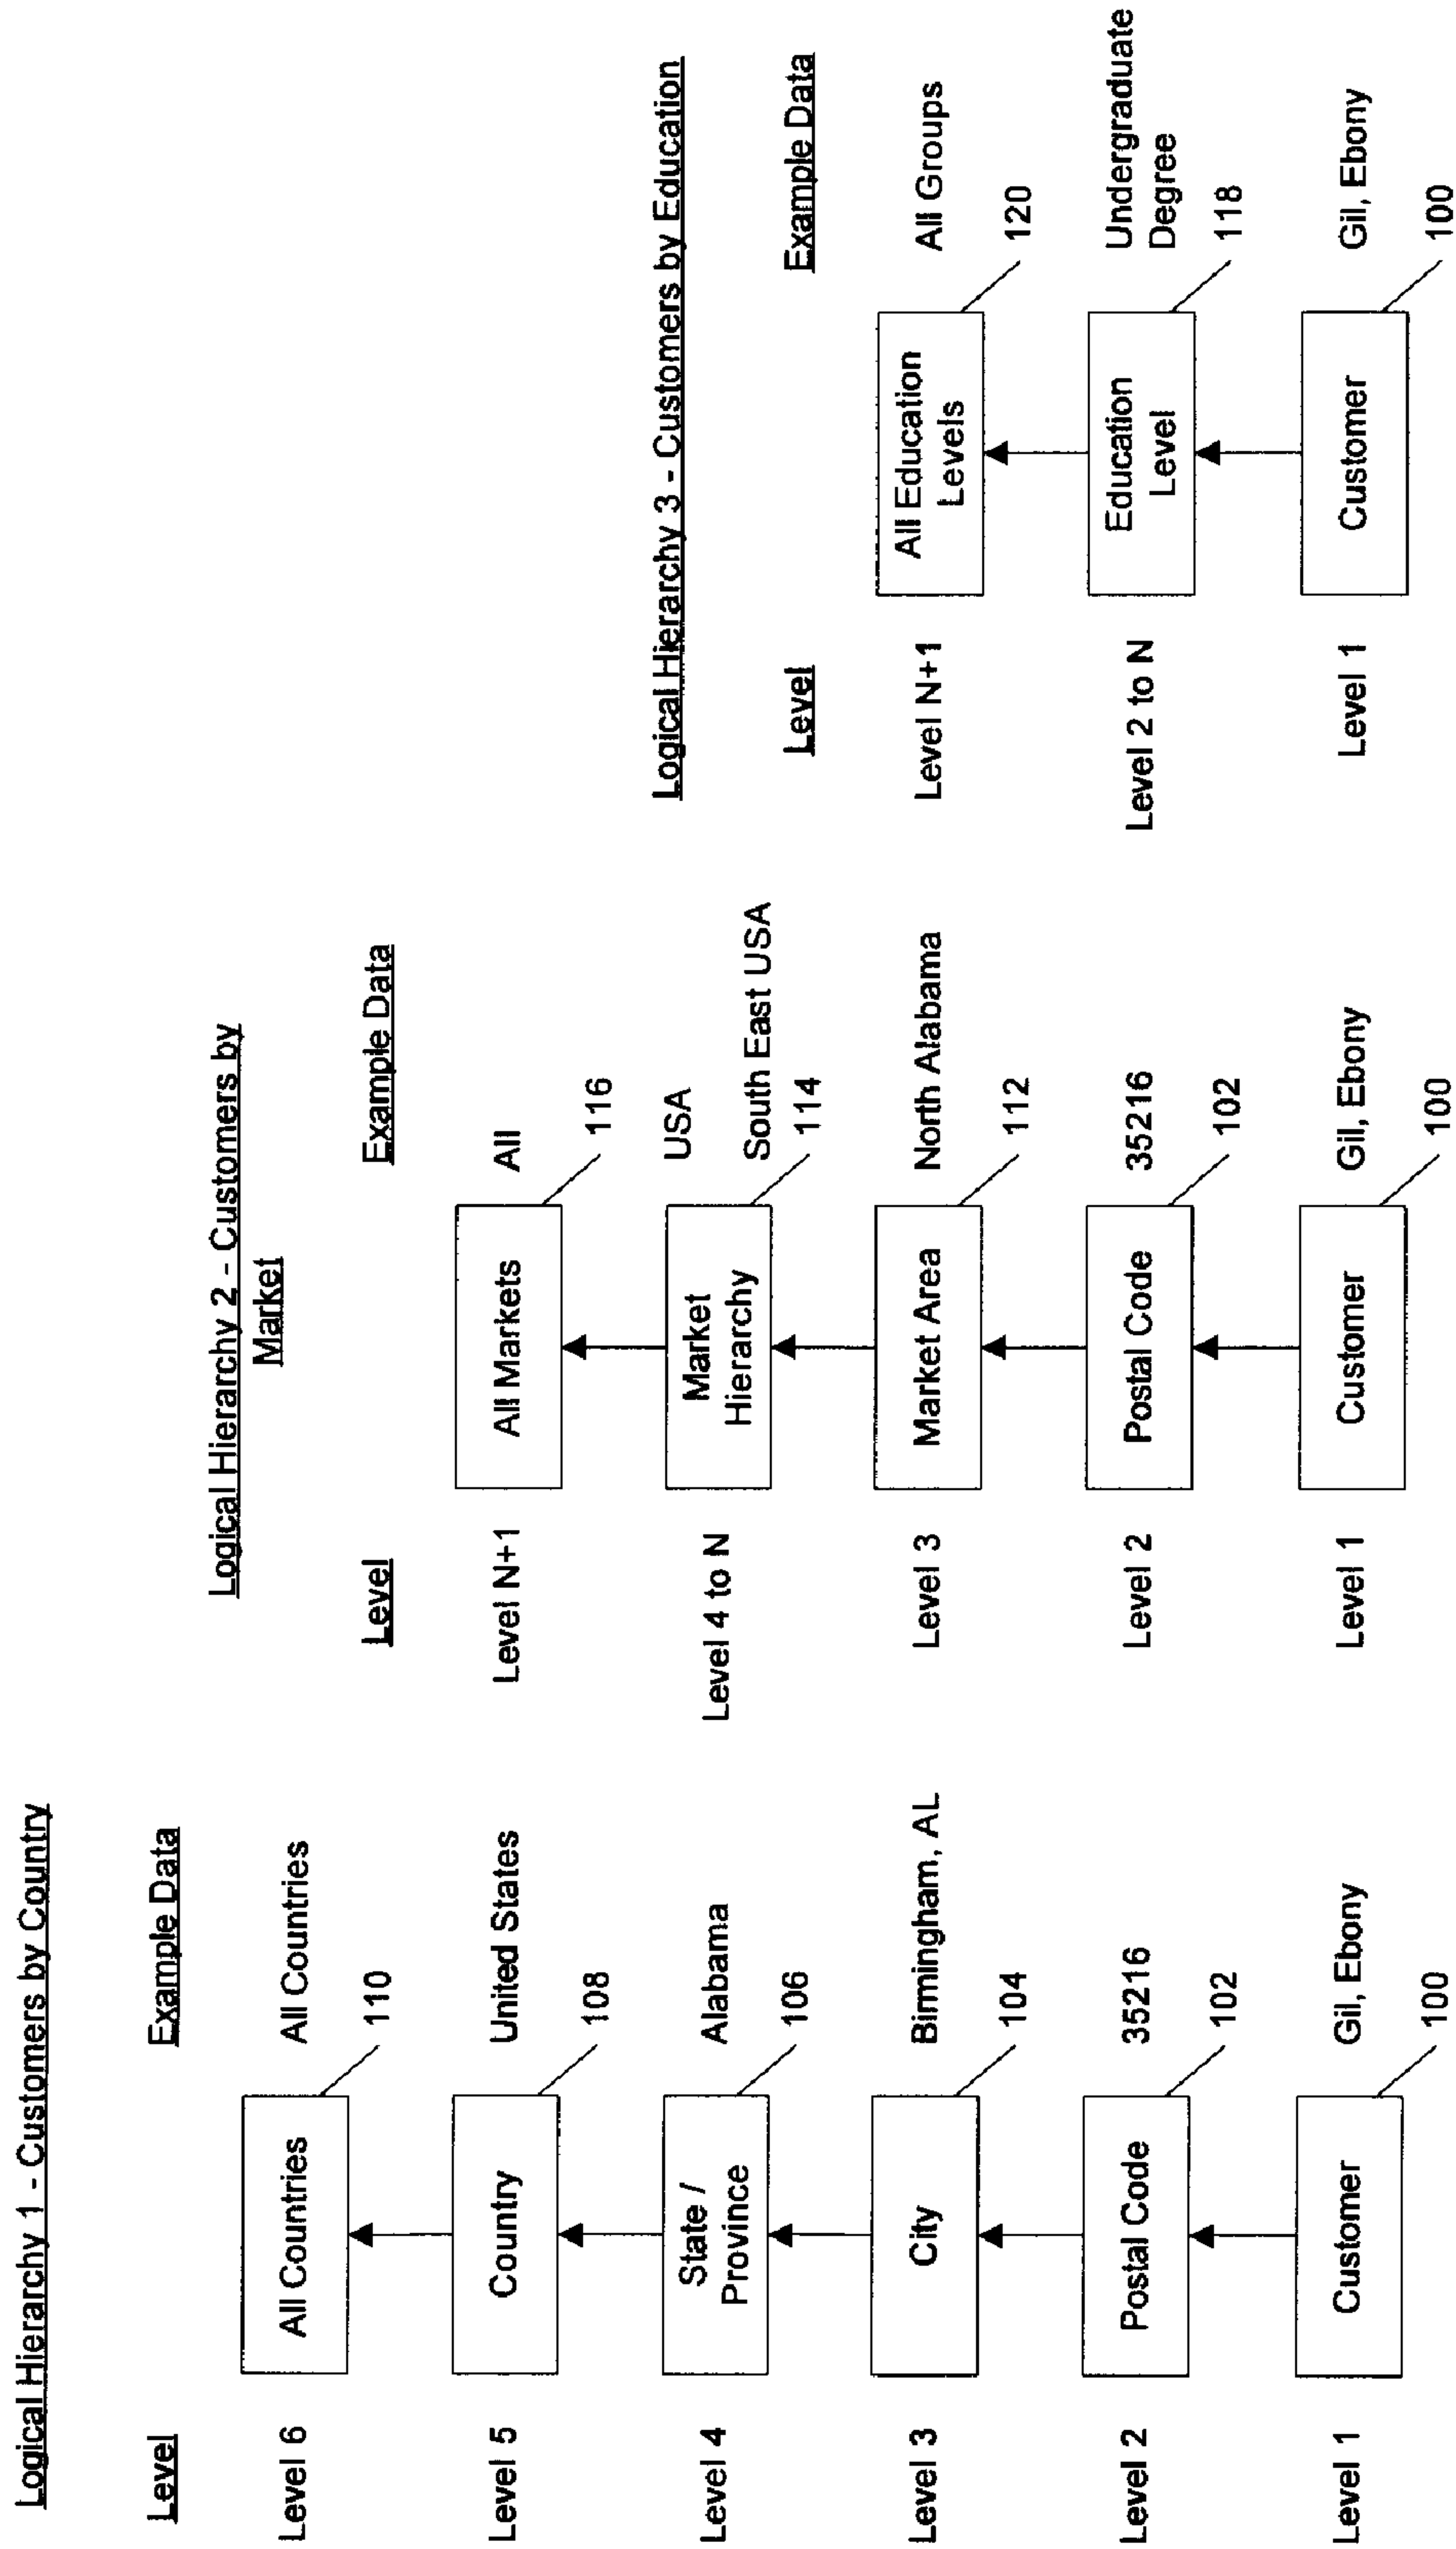 Logical Hierarchy 1 - Customers by Country
Level
Example Data
Level 6
All Countries
All Countries
110
Level 5
Country
United States
108
Level 4
State /
Province
Alabama
106
Level 3
City
Birmingham, AL
104
Level 2
Postal Code
35216
102
Level 1
Customer
Gil, Ebony
100
Logical Hierarchy 2 - Customers by
Market
Level
Example Data
Level N+1
All Markets
All
116
Level 4 to N
Market
Hierarchy
USA
South East USA
114
Level 3
Market Area
North Alabama
112
Level 2
Postal Code
35216
102
Level 1
Customer
Gil, Ebony
100
Logical Hierarchy 3 - Customers by Education
Level
Example Data
Level N+1
All Education
Levels
All Groups
120
Level 2 to N
Education
Level
Undergraduate
Degree
118
Level 1
Customer
Gil, Ebony
100